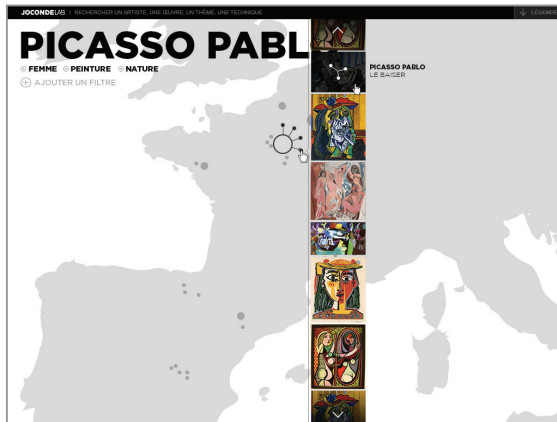 JOCONDELAB | RECHERCHER UN ARTISTE, UNE ŒUVRE, UN THÈME, UNE TECHNIQUE
LÉGENDE
PICASSO PABL
FEMME PEINTURE NATURE
AJOUTER UN FILTRE
PICASSO PABLO
LE BAISER